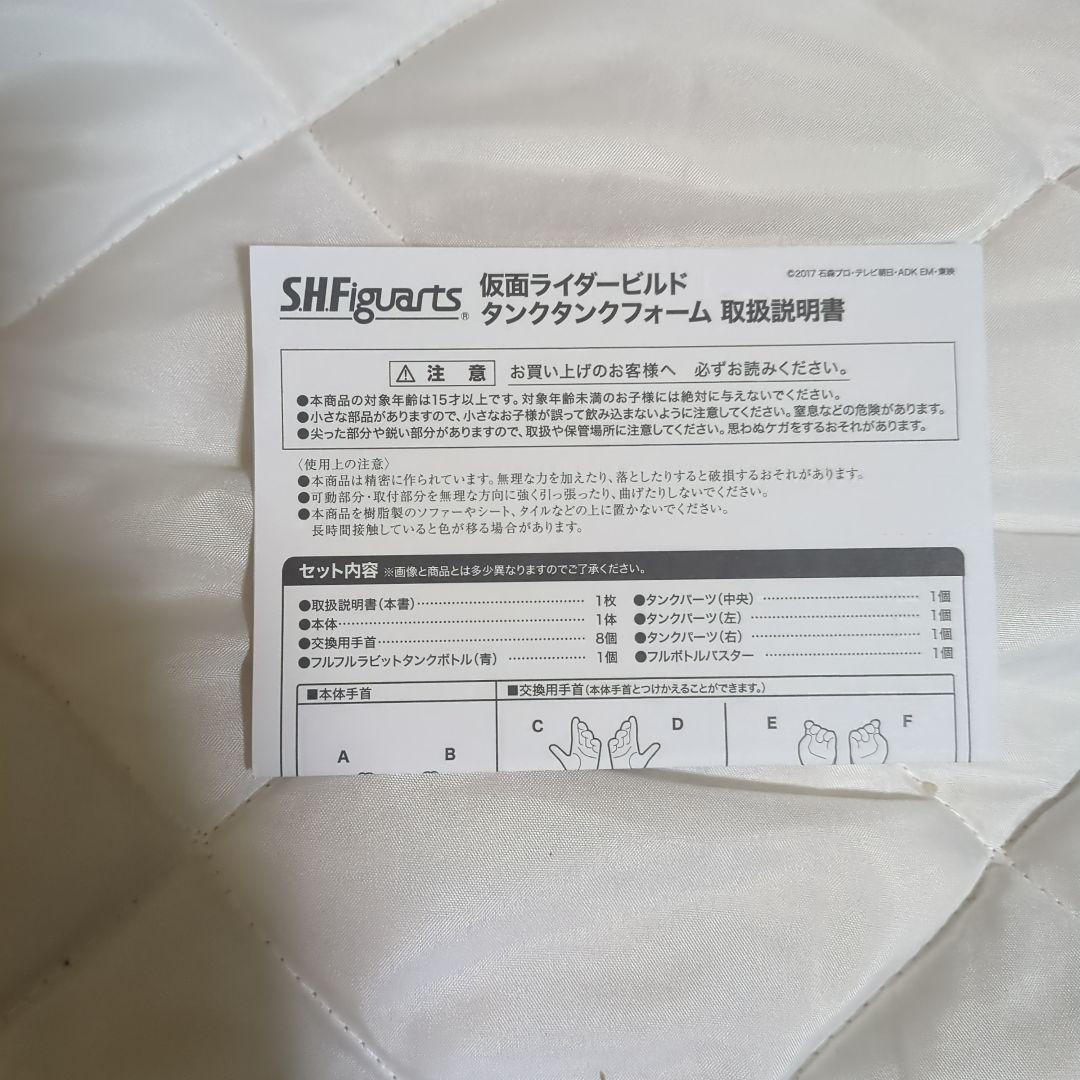 S.H.Figuarts®
仮面ライダービルド
タンクタンクフォーム 取扱説明書
©2017 石森プロ・テレビ朝日・ADK EM・東映
⚠ 注 意 お買い上げのお客様へ 必ずお読みください。
●本商品の対象年齢は15才以上です。対象年齢未満のお子様には絶対に与えないでください。
●小さな部品がありますので、小さなお子様が誤って飲み込まないように注意してください。窒息などの危険があります。
●尖った部分や鋭い部分がありますので、取扱や保管場所に注意してください。思わぬケガをするおそれがあります。
〈使用上の注意〉
●本商品は精密に作られています。無理な力を加えたり、落としたりすると破損するおそれがあります。
●可動部分・取付部分を無理な方向に強く引っ張ったり、曲げたりしないでください。
●本商品を樹脂製のソファーやシート、タイルなどの上に置かないでください。
長時間接触していると色が移る場合があります。
セット内容 ※画像と商品とは多少異なりますのでご了承ください。
●取扱説明書(本書)……………………… 1枚
●本体……………………………………… 1体
●交換用手首……………………………… 8個
●フルフルラビットタンクボトル(青) ………… 1個
●タンクパーツ(中央) ……………………… 1個
●タンクパーツ(左) ……………………… 1個
●タンクパーツ(右) ……………………… 1個
●フルボトルバスター ……………………… 1個
■本体手首
■交換用手首(本体手首とつけかえることができます。)
A B
C D
E F